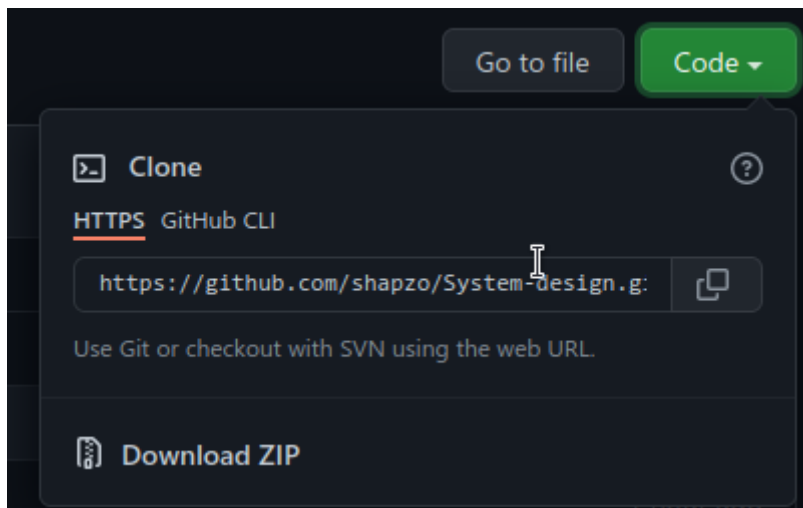 Go to file
Code
Clone
HTTPS GitHub CLI
https://github.com/shapzo/System-design.g
Use Git or checkout with SVN using the web URL.
Download ZIP